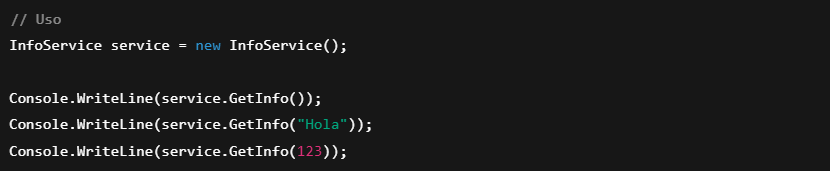 // Uso
InfoService service = new InfoService();
Console.WriteLine(service.GetInfo());
Console.WriteLine(service.GetInfo("Hola"));
Console.WriteLine(service.GetInfo(123));